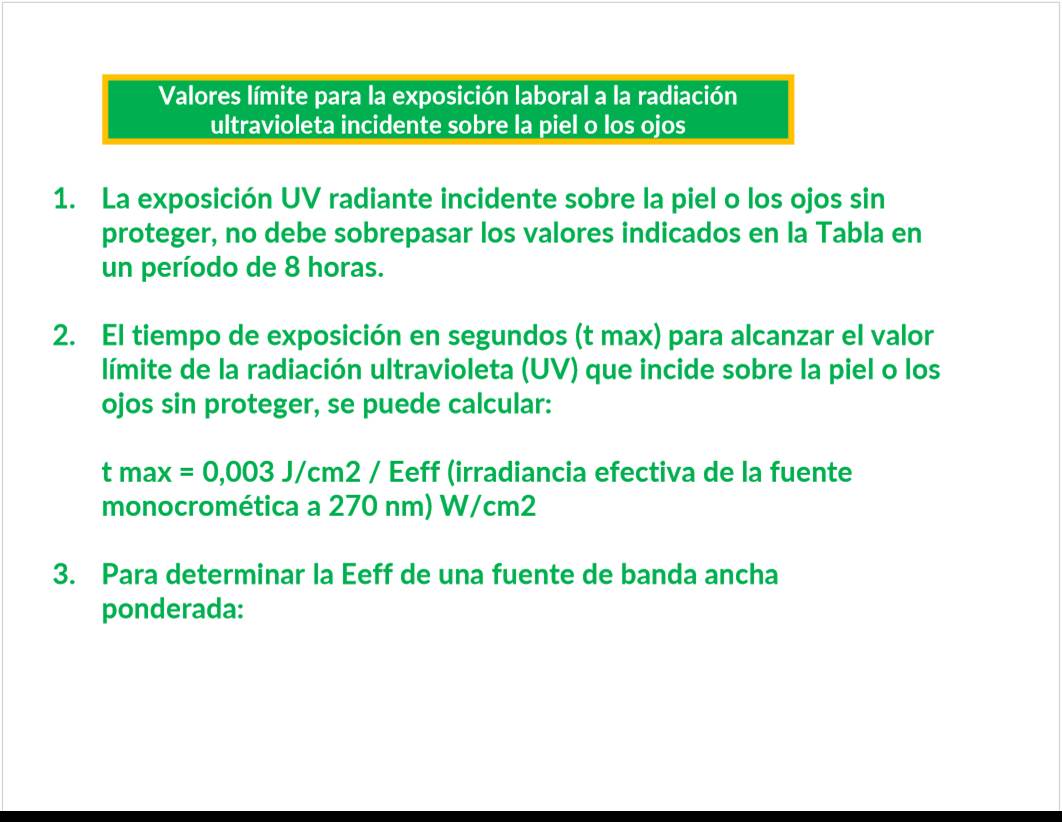 Valores límite para la exposición laboral a la radiación
ultravioleta incidente sobre la piel o los ojos
1. La exposición UV radiante incidente sobre la piel o los ojos sin
proteger, no debe sobrepasar los valores indicados en la Tabla en
un período de 8 horas.
2. El tiempo de exposición en segundos (t max) para alcanzar el valor
límite de la radiación ultravioleta (UV) que incide sobre la piel o los
ojos sin proteger, se puede calcular:
t max = 0,003 J/cm2 / Eeff (irradiancia efectiva de la fuente
monocromética a 270 nm) W/cm2
3. Para determinar la Eeff de una fuente de banda ancha
ponderada: